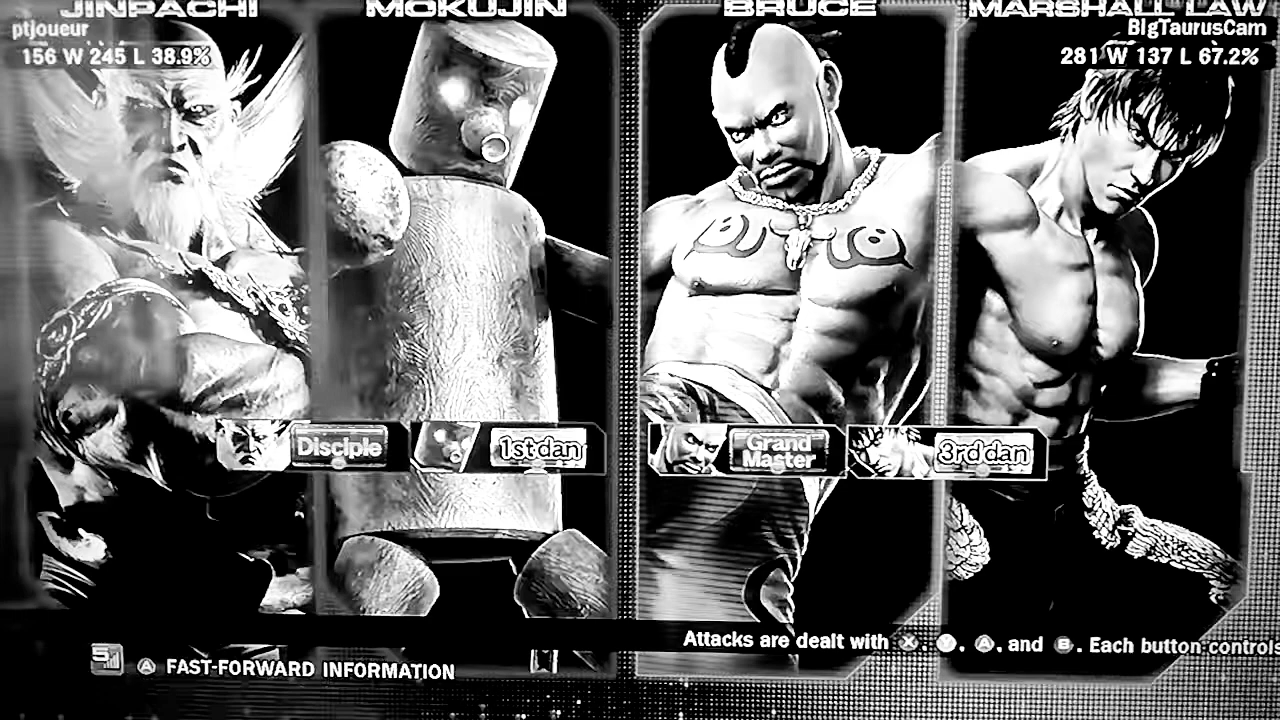 JINPACHI
MOKUJIN
BRUCE
MARSHALL LAW
ptjoueur
156 W 245 L 38.9%
BigTaurusCam
281 W 137 L 67.2%
Disciple
1st dan
Grand
Master
3rd dan
Attacks are dealt with X, Y, A, and B. Each button controls
5
A FAST-FORWARD INFORMATION